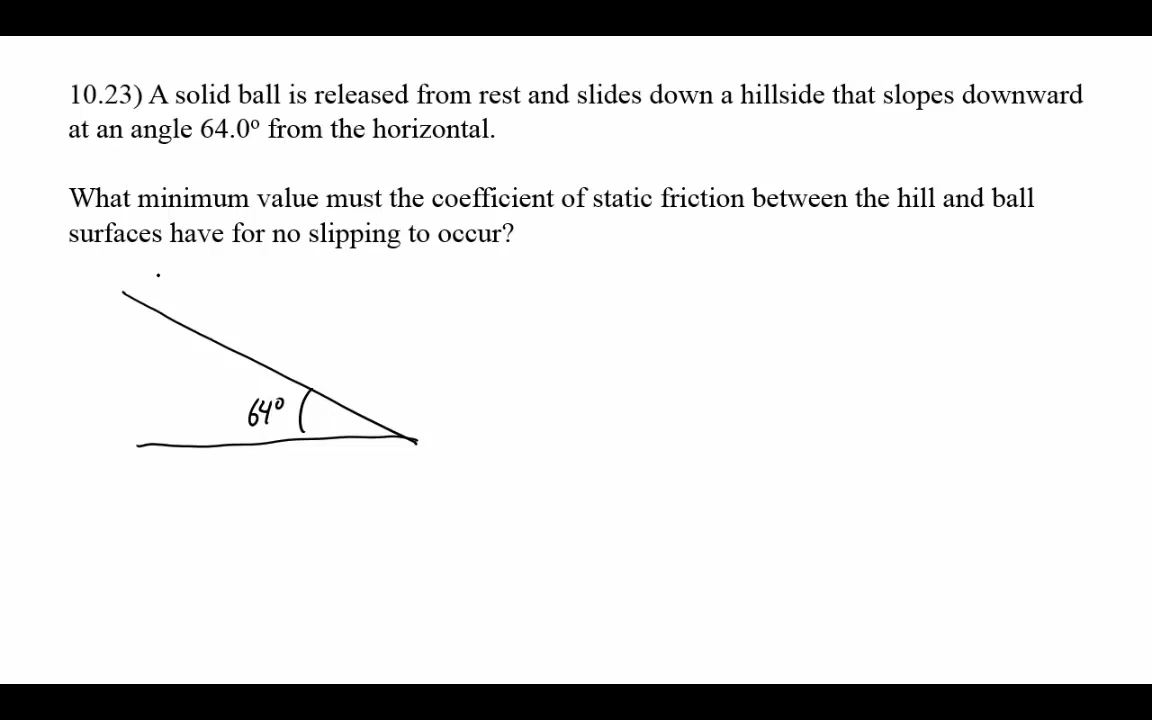 10.23) A solid ball is released from rest and slides down a hillside that slopes downward
at an angle 64.0º from the horizontal.
What minimum value must the coefficient of static friction between the hill and ball
surfaces have for no slipping to occur?
64º